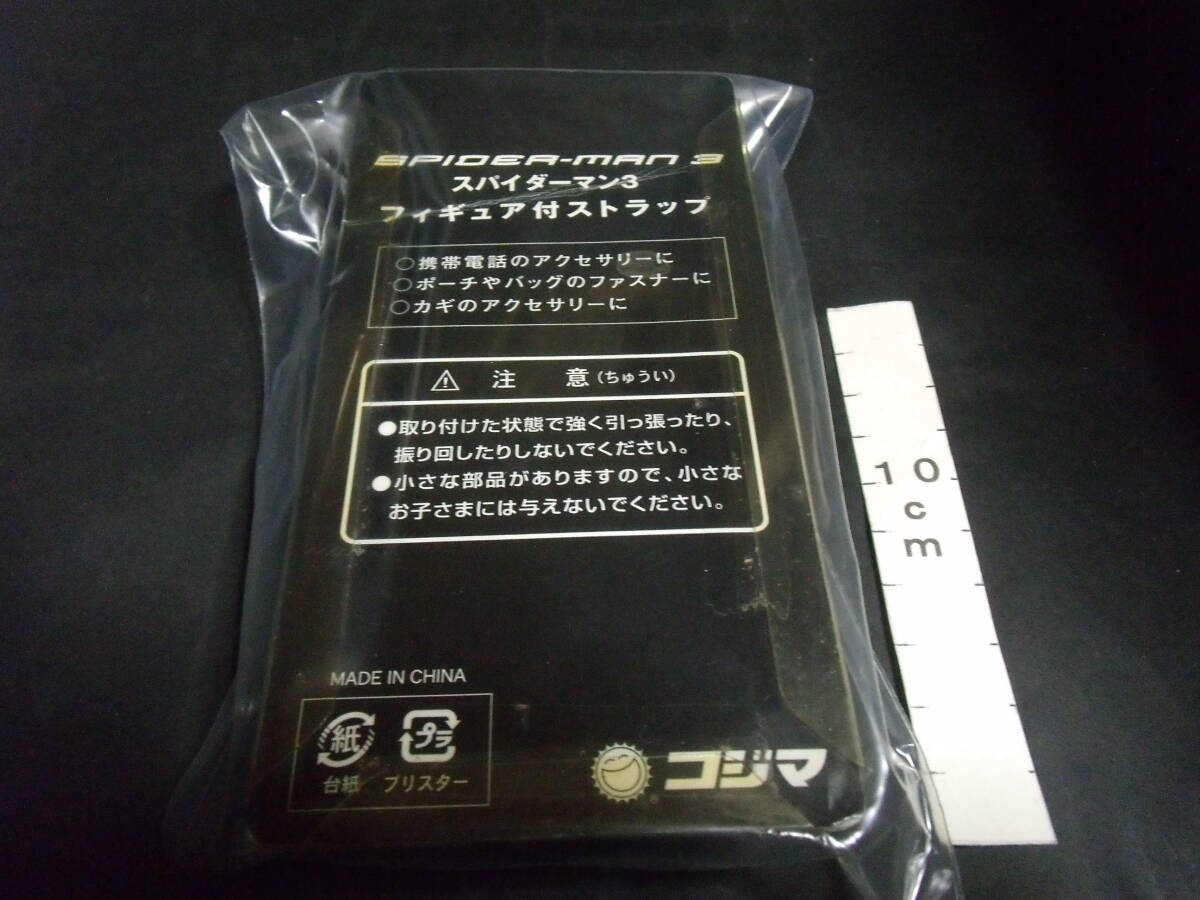 SPIDER-MAN 3
スパイダーマン3
フィギュア付ストラップ
○携帯電話のアクセサリーに
○ポーチやバッグのファスナーに
○カギのアクセサリーに
⚠ 注 意(ちゅうい)
●取り付けた状態で強く引っ張ったり、
振り回したりしないでください。
●小さな部品がありますので、小さな
お子さまには与えないでください。
MADE IN CHINA
紙 プラ
台紙 ブリスター
コジマ
10
c
m